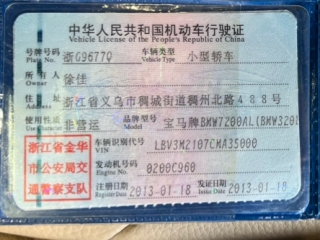 中华人民共和国机动车行驶证
Vehicle License of the People's Republic of China
号牌号码 浙G96770 车辆类型 小型轿车
Plate No. Vehicle Type
所有人 徐佳
Owner
住址 浙江省义乌市稠城街道稠州北路488号
使用性质 非营运 品牌型号 宝马牌BMW7200AL(BMW320i
Use Character Model
浙江省金华
市公安局交
通警察支队
车辆识别代号 LBV3M2107CMA35000
VIN
发动机号码 0200C960
Engine No.
注册日期 2013-01-18 发证日期 2013-01-18
Register Date Issue Date